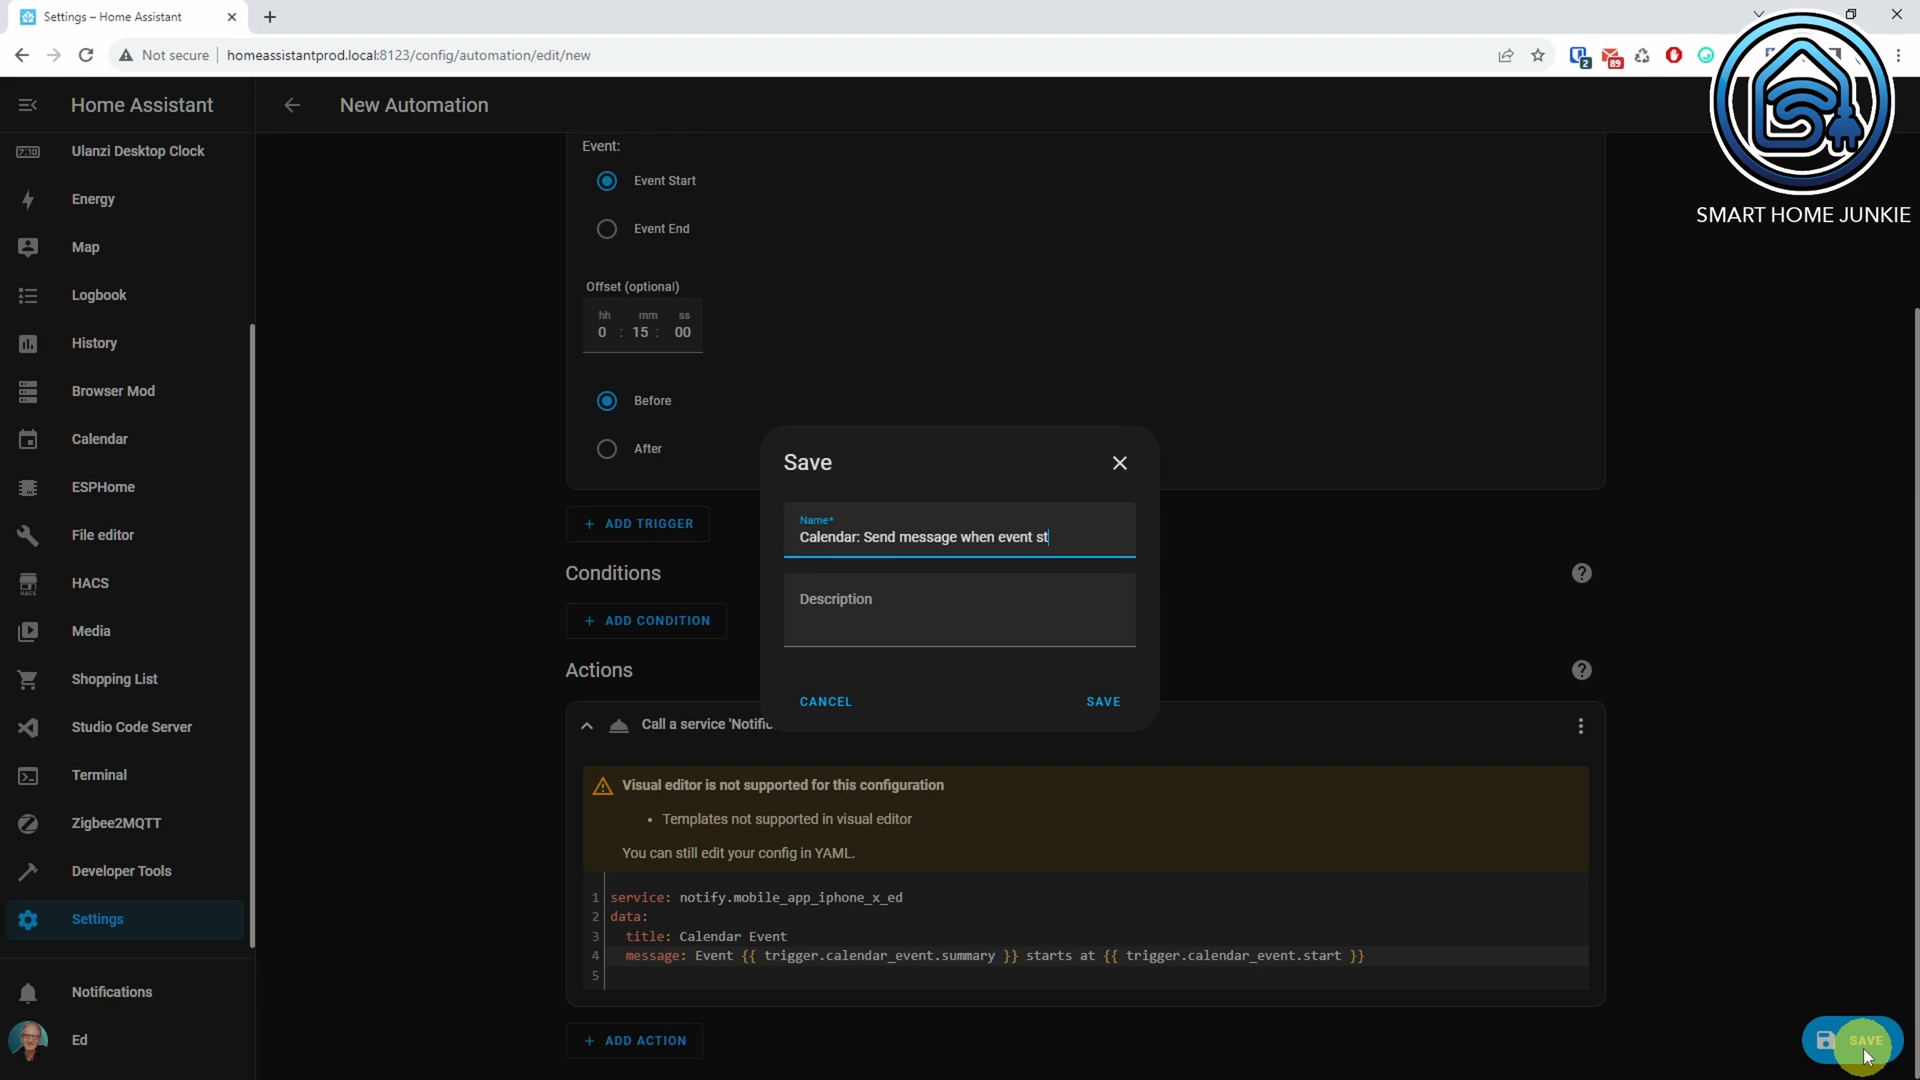 Settings – Home Assistant
Not secure
homeassistantprod.local:8123/config/automation/edit/new
2
89
Home Assistant
New Automation
SMART HOME JUNKIE
7:10
Ulanzi Desktop Clock
Energy
Map
Logbook
History
Browser Mod
Calendar
ESPHome
File editor
HACS
HACS
Media
Shopping List
Studio Code Server
Terminal
Zigbee2MQTT
Developer Tools
Settings
Notifications
Ed
Event:
Event Start
Event End
Offset (optional)
hh mm ss
0 : 15 : 00
Before
After
+ ADD TRIGGER
Conditions
+ ADD CONDITION
Actions
Save
Name*
Calendar: Send message when event st
Description
CANCEL
SAVE
Call a service 'Notific
Visual editor is not supported for this configuration
• Templates not supported in visual editor
You can still edit your config in YAML.
1 service: notify.mobile_app_iphone_x_ed
2 data:
3 title: Calendar Event
4 message: Event {{ trigger.calendar_event.summary }} starts at {{ trigger.calendar_event.start }}
5
+ ADD ACTION
SAVE